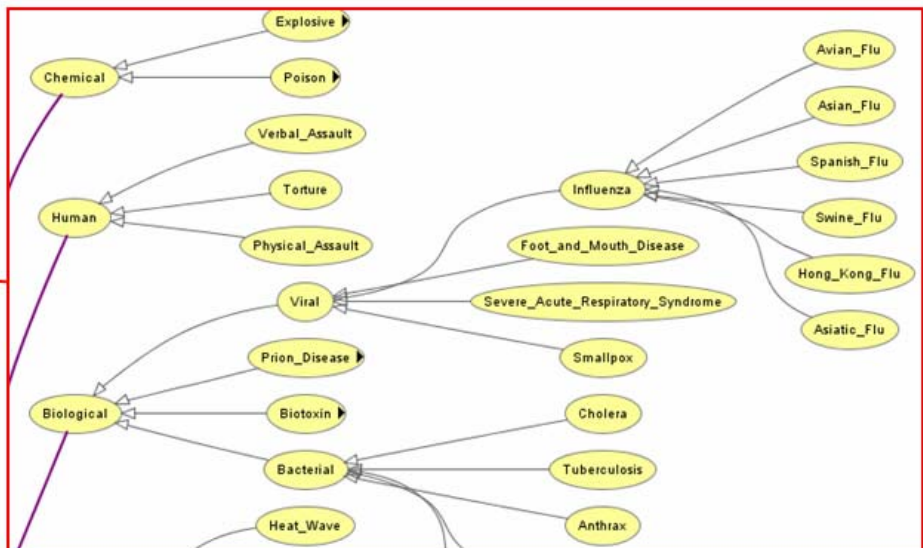 Explosive
Avian_Flu
Chemical
Poison
Asian_Flu
Verbal_Assault
Spanish_Flu
Torture
Influenza
Human
Swine_Flu
Physical_Assault
Foot_and_Mouth_Disease
Hong_Kong_Flu
Viral
Severe_Acute_Respiratory_Syndrome
Asiatic_Flu
Prion_Disease
Smallpox
Biological
Biotoxin
Cholera
Bacterial
Tuberculosis
Heat_Wave
Anthrax